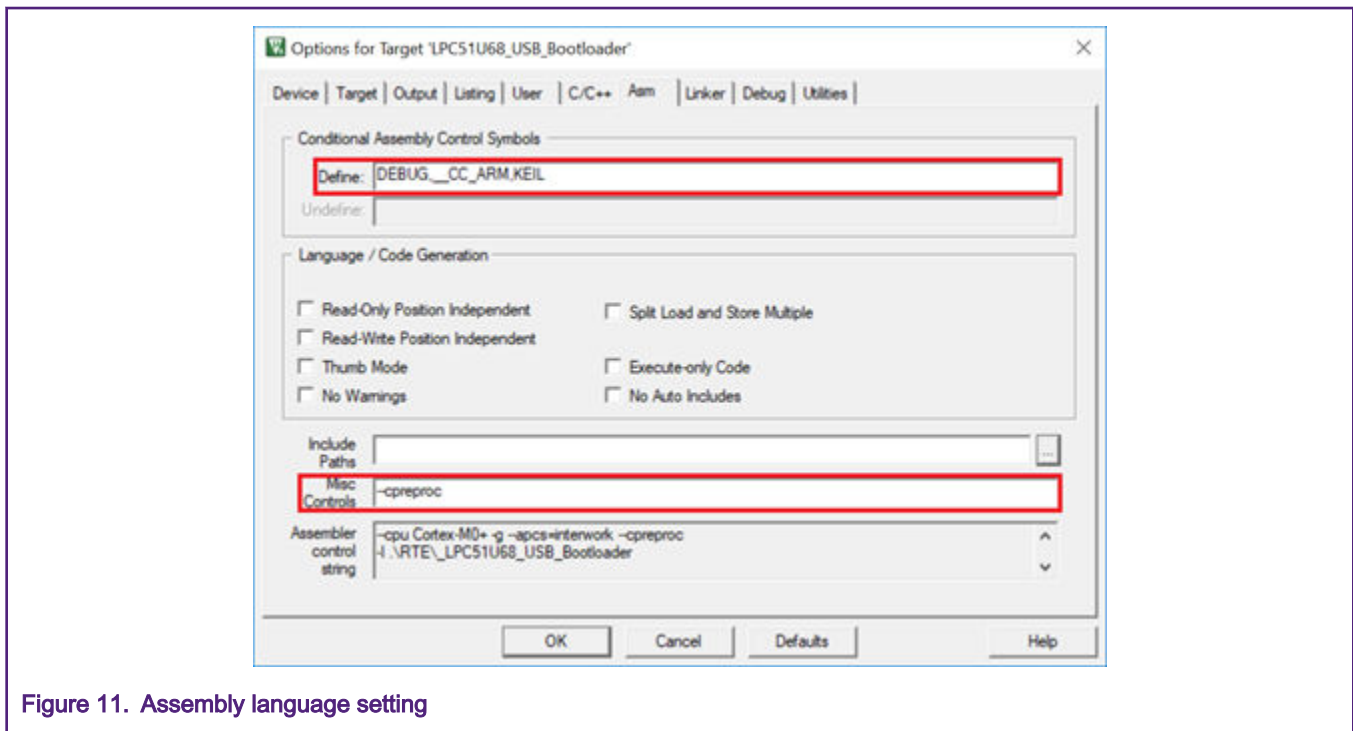 Options for Target 'LPC51U68_USB_Bootloader'
Device | Target | Output | Listing | User | C/C++ Asm | Linker | Debug | Utilities |
Conditional Assembly Control Symbols
Define: DEBUG,__CC_ARM,KEIL
Undefine:
Language / Code Generation
Read-Only Position Independent Split Load and Store Multiple
Read-Write Position Independent
Thumb Mode Execute-only Code
No Warnings No Auto Includes
Include
Paths
...
Misc
Controls
--cpreproc
Assembler
control
string
--cpu Cortex-M0+ -g --apcs=interwork --cpreproc
-I .\RTE\_LPC51U68_USB_Bootloader
OK Cancel Defaults Help
Figure 11. Assembly language setting